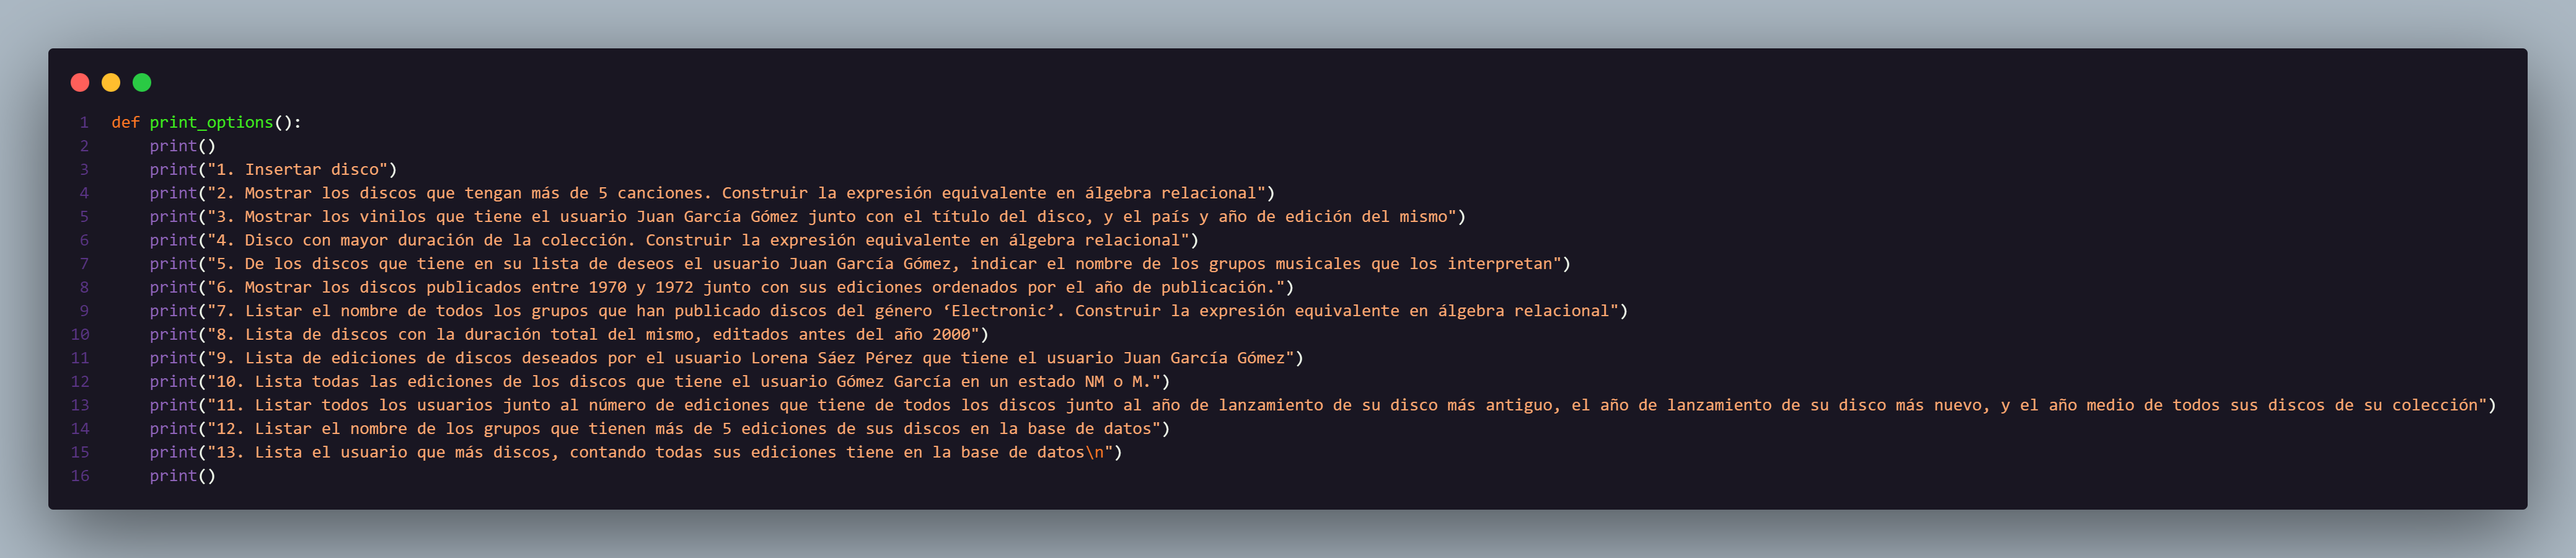 1 def print_options():
2     print()
3     print("1. Insertar disco")
4     print("2. Mostrar los discos que tengan más de 5 canciones. Construir la expresión equivalente en álgebra relacional")
5     print("3. Mostrar los vinilos que tiene el usuario Juan García Gómez junto con el título del disco, y el país y año de edición del mismo")
6     print("4. Disco con mayor duración de la colección. Construir la expresión equivalente en álgebra relacional")
7     print("5. De los discos que tiene en su lista de deseos el usuario Juan García Gómez, indicar el nombre de los grupos musicales que los interpretan")
8     print("6. Mostrar los discos publicados entre 1970 y 1972 junto con sus ediciones ordenados por el año de publicación.")
9     print("7. Listar el nombre de todos los grupos que han publicado discos del género ‘Electronic’. Construir la expresión equivalente en álgebra relacional")
10     print("8. Lista de discos con la duración total del mismo, editados antes del año 2000")
11     print("9. Lista de ediciones de discos deseados por el usuario Lorena Sáez Pérez que tiene el usuario Juan García Gómez")
12     print("10. Lista todas las ediciones de los discos que tiene el usuario Gómez García en un estado NM o M.")
13     print("11. Listar todos los usuarios junto al número de ediciones que tiene de todos los discos junto al año de lanzamiento de su disco más antiguo, el año de lanzamiento de su disco más nuevo, y el año medio de todos sus discos de su colección")
14     print("12. Listar el nombre de los grupos que tienen más de 5 ediciones de sus discos en la base de datos")
15     print("13. Lista el usuario que más discos, contando todas sus ediciones tiene en la base de datos\n")
16     print()